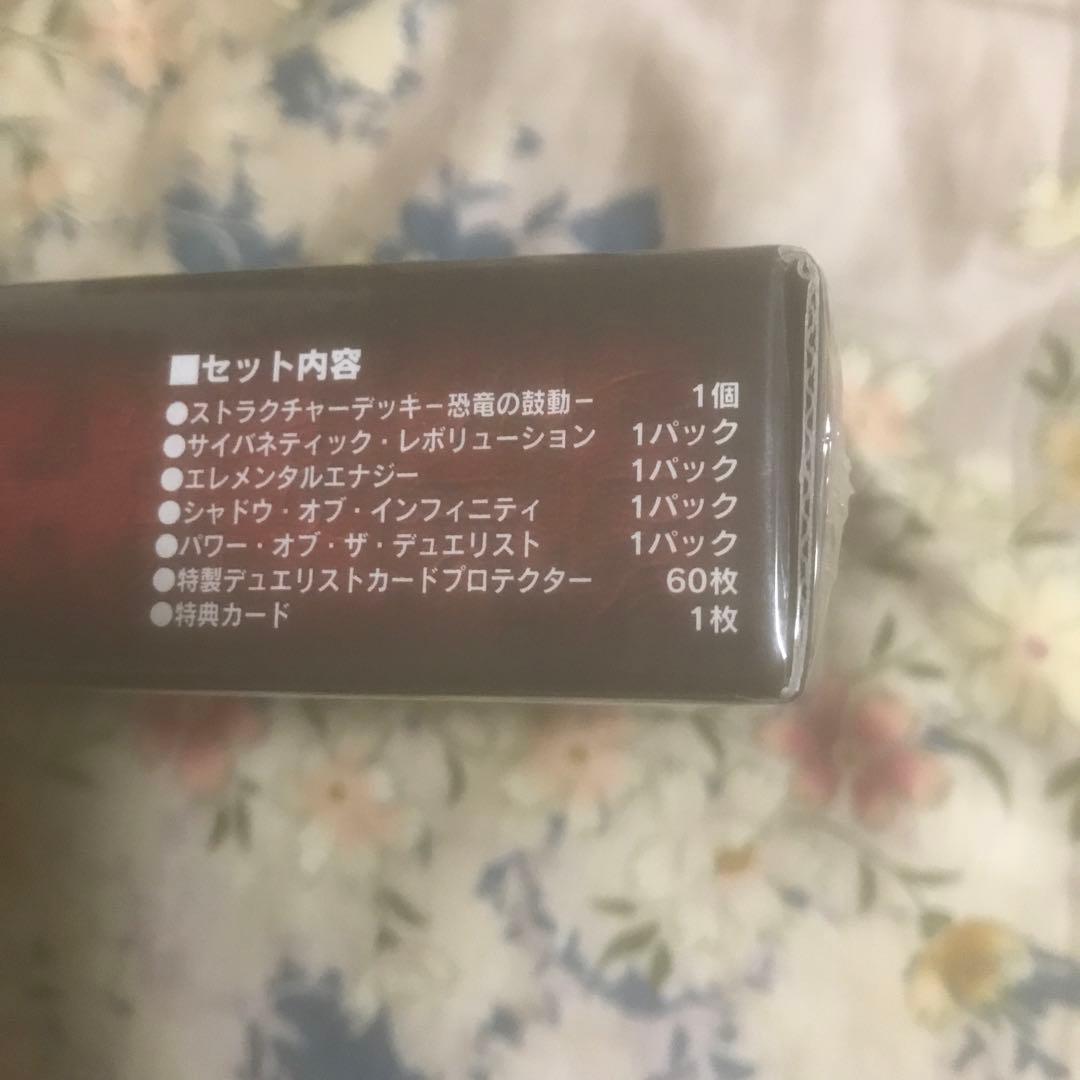 ■セット内容
●ストラクチャーデッキ－恐竜の鼓動－ 1個
●サイバネティック・レボリューション 1パック
●エレメンタルエナジー 1パック
●シャドウ・オブ・インフィニティ 1パック
●パワー・オブ・ザ・デュエリスト 1パック
●特製デュエリストカードプロテクター 60枚
●特典カード 1枚